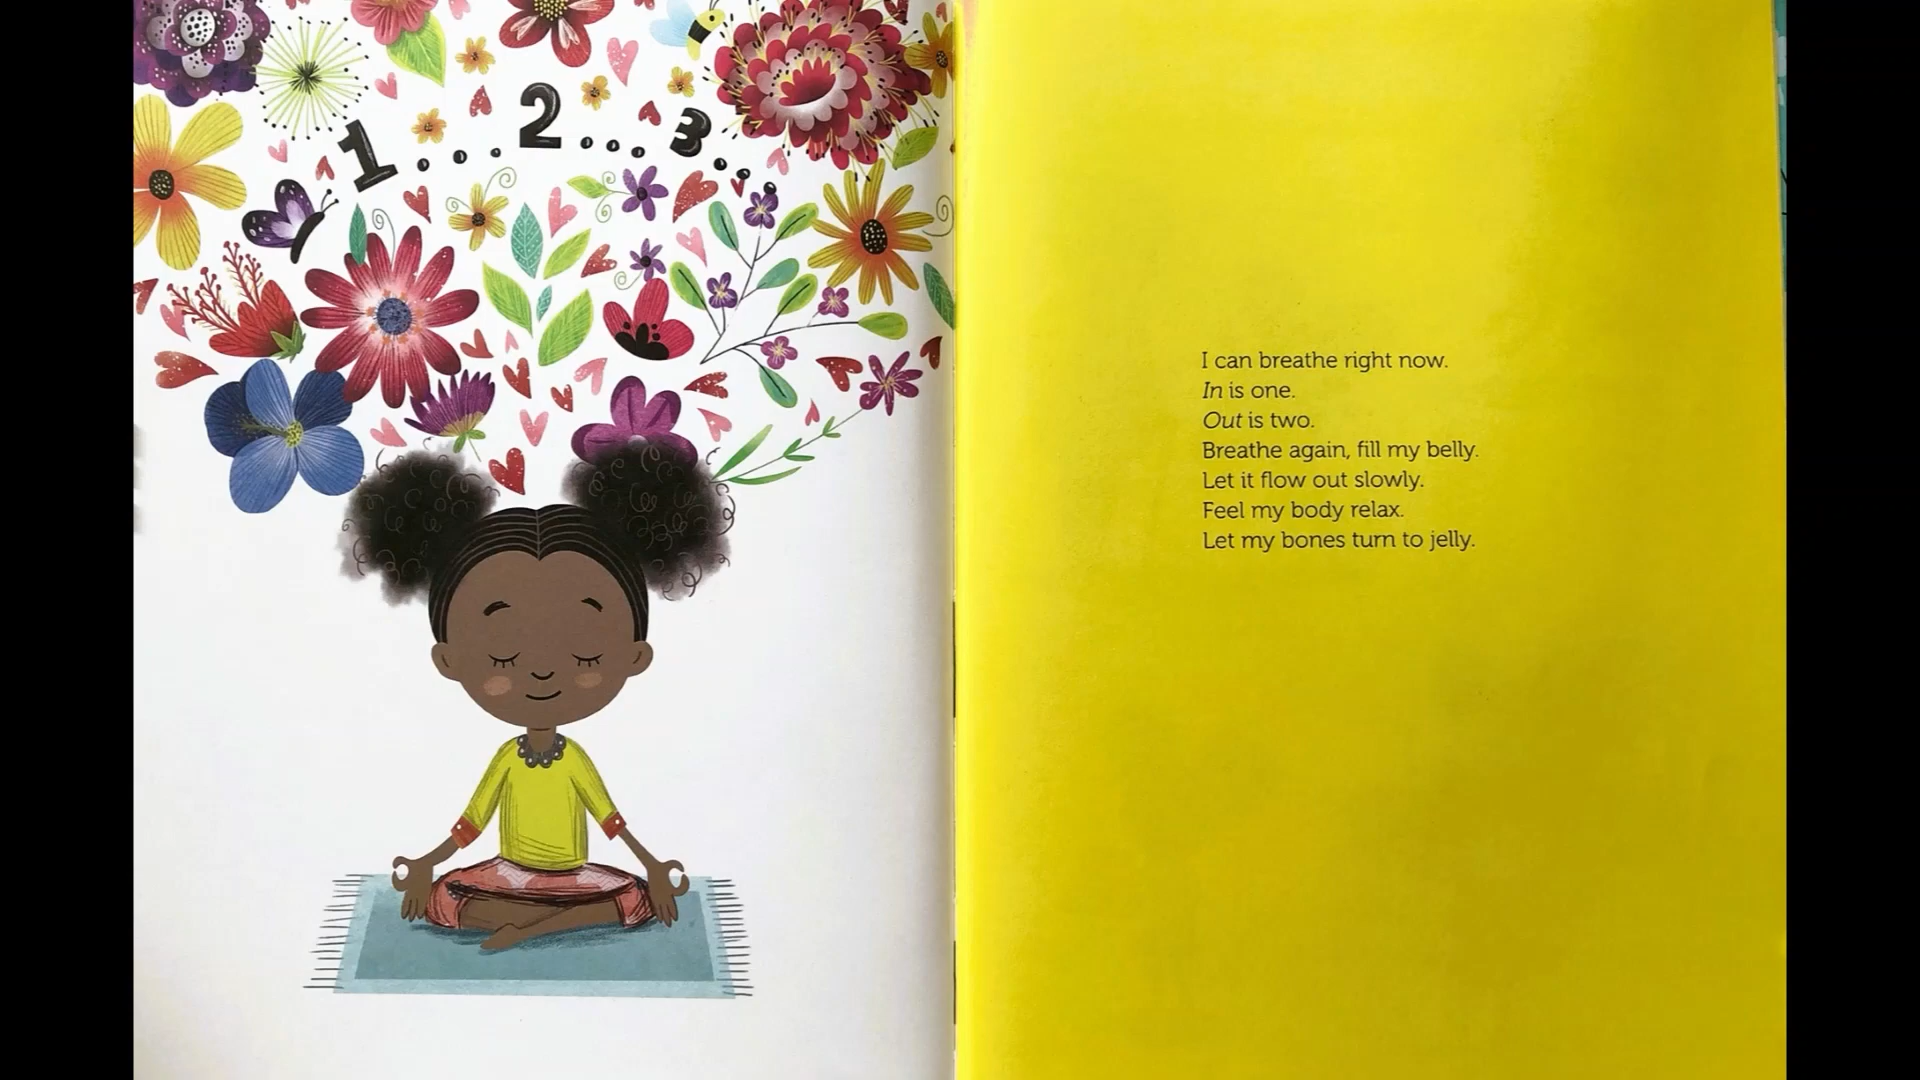 1... 2... 3...
I can breathe right now.
In is one.
Out is two.
Breathe again, fill my belly.
Let it flow out slowly.
Feel my body relax.
Let my bones turn to jelly.